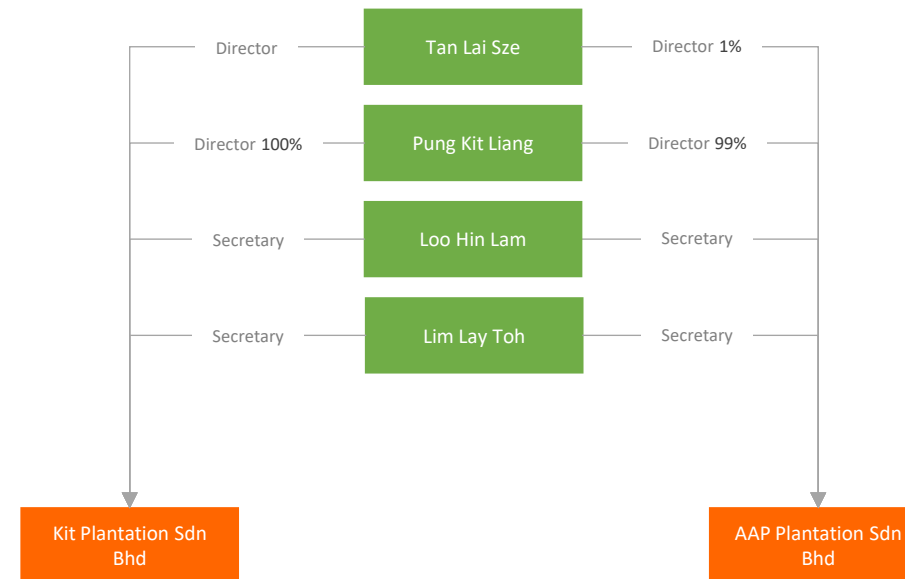 Director
Tan Lai Sze
Director 1%
Director 100%
Pung Kit Liang
Director 99%
Secretary
Loo Hin Lam
Secretary
Secretary
Lim Lay Toh
Secretary
Kit Plantation Sdn
Bhd
AAP Plantation Sdn
Bhd